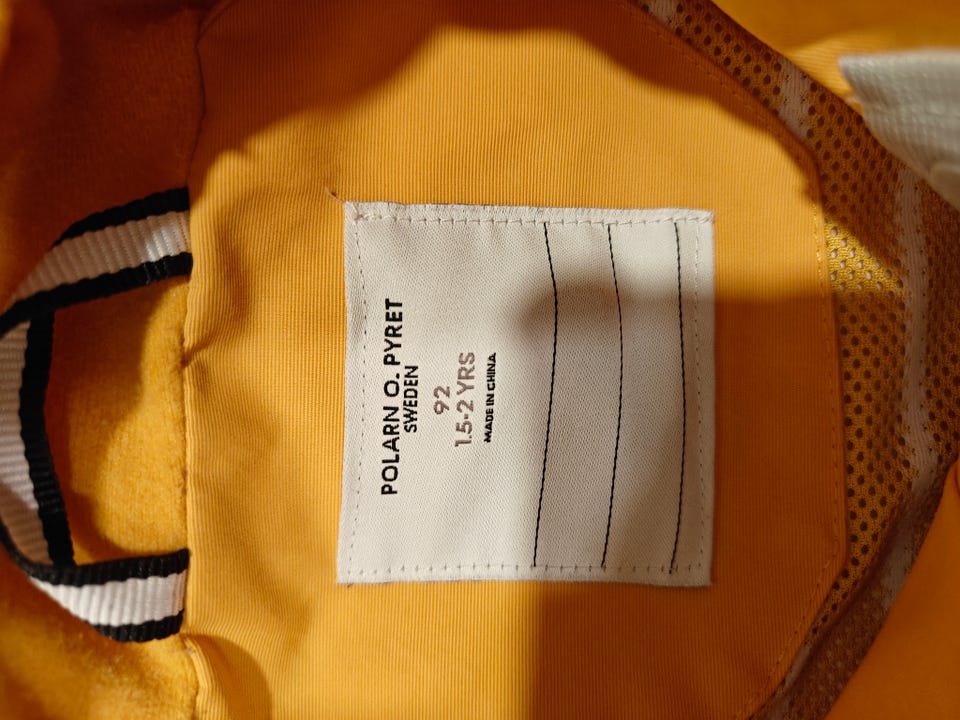 POLARN O. PYRET
SWEDEN
92
1.5-2 YRS
MADE IN CHINA